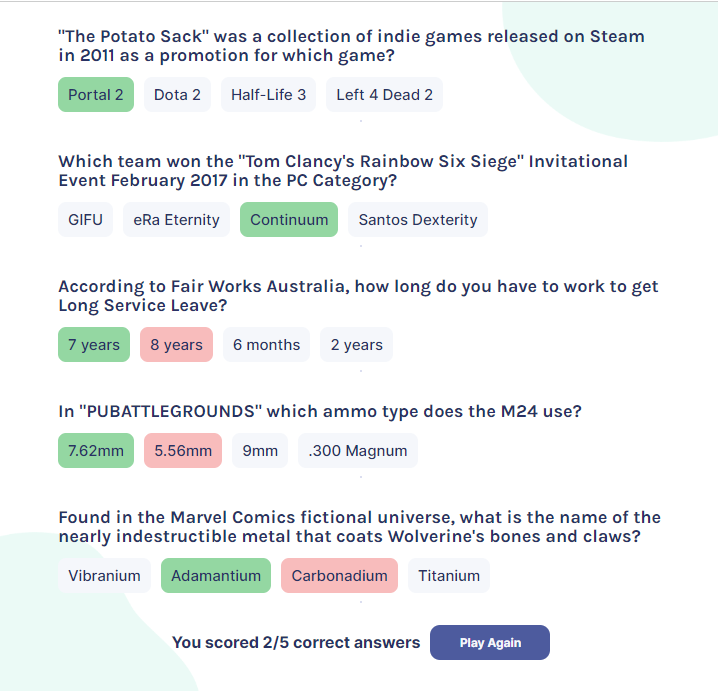 "The Potato Sack" was a collection of indie games released on Steam
in 2011 as a promotion for which game?
Portal 2 Dota 2 Half-Life 3 Left 4 Dead 2
Which team won the "Tom Clancy's Rainbow Six Siege" Invitational
Event February 2017 in the PC Category?
GIFU eRa Eternity Continuum Santos Dexterity
According to Fair Works Australia, how long do you have to work to get
Long Service Leave?
7 years 8 years 6 months 2 years
In "PUBATTLEGROUNDS" which ammo type does the M24 use?
7.62mm 5.56mm 9mm .300 Magnum
Found in the Marvel Comics fictional universe, what is the name of the
nearly indestructible metal that coats Wolverine's bones and claws?
Vibranium Adamantium Carbonadium Titanium
You scored 2/5 correct answers Play Again